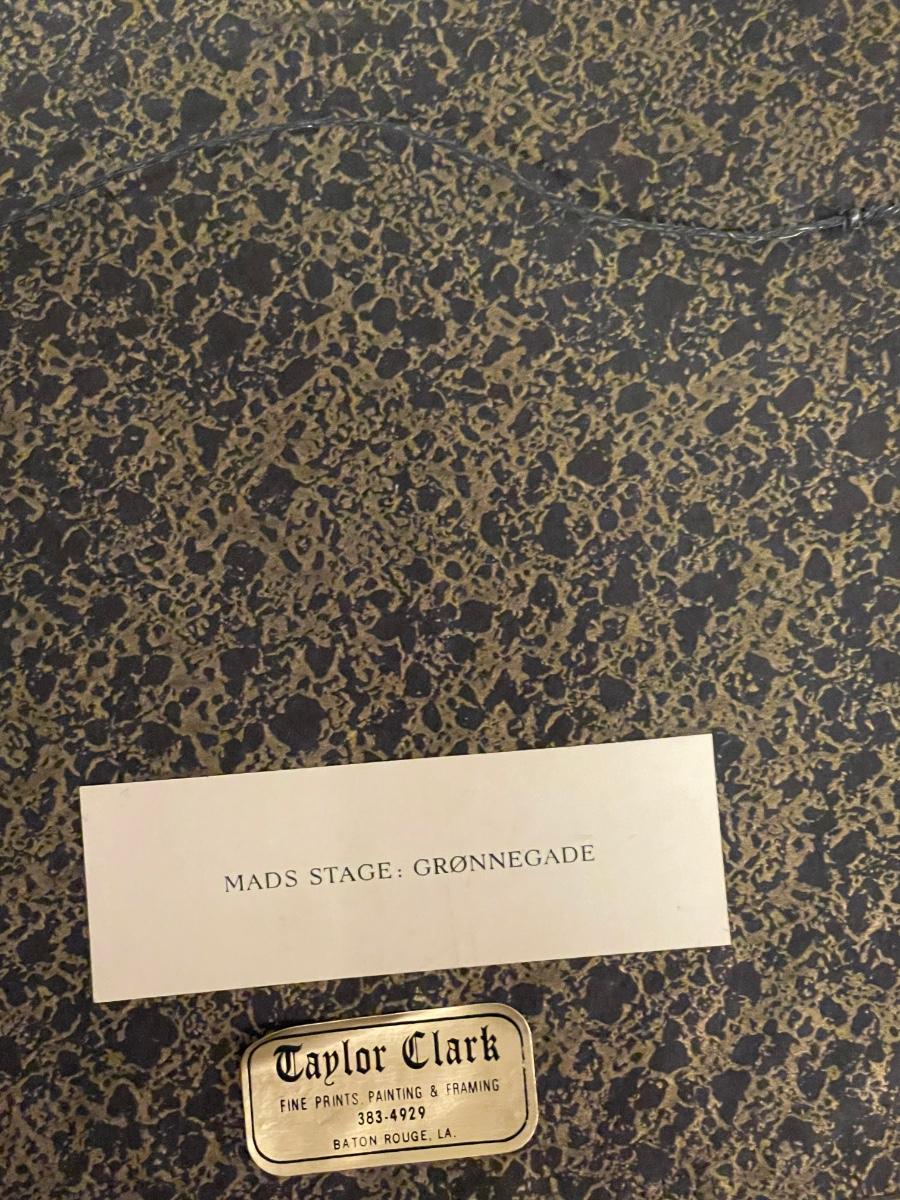 MADS STAGE: GRØNNEGADE
Taylor Clark
FINE PRINTS, PAINTING & FRAMING
383-4929
BATON ROUGE, LA.